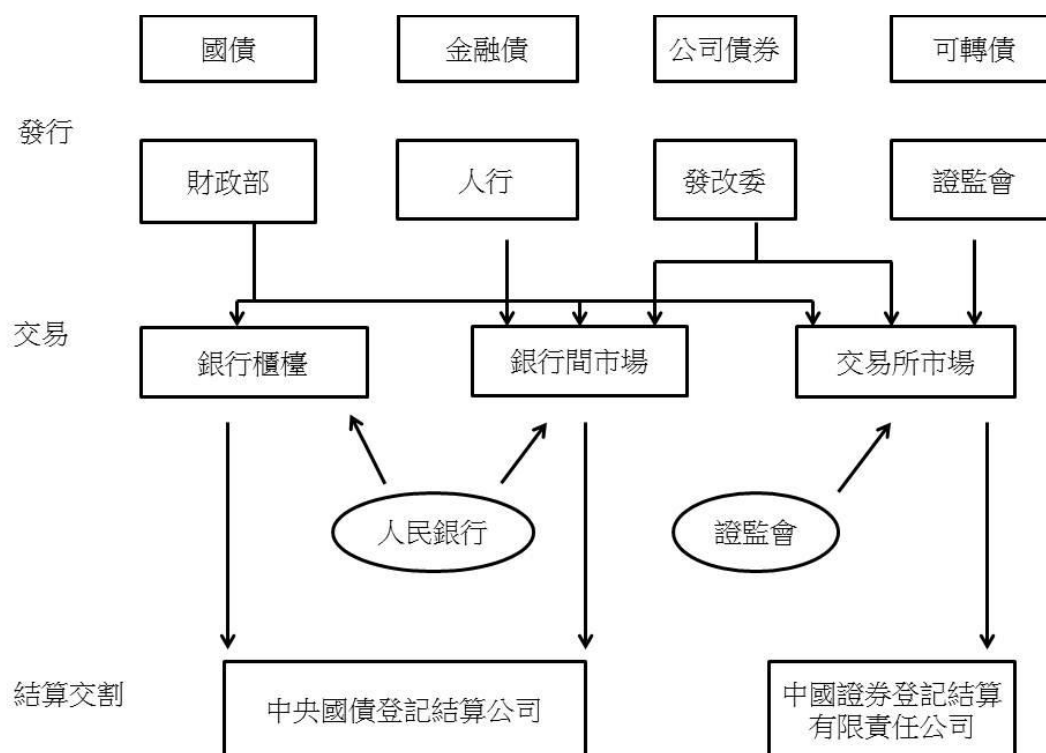 國債
金融債
公司債券
可轉債
發行
財政部
人行
發改委
證監會
交易
銀行櫃檯
銀行間市場
交易所市場
人民銀行
證監會
結算交割
中央國債登記結算公司
中國證券登記結算
有限責任公司